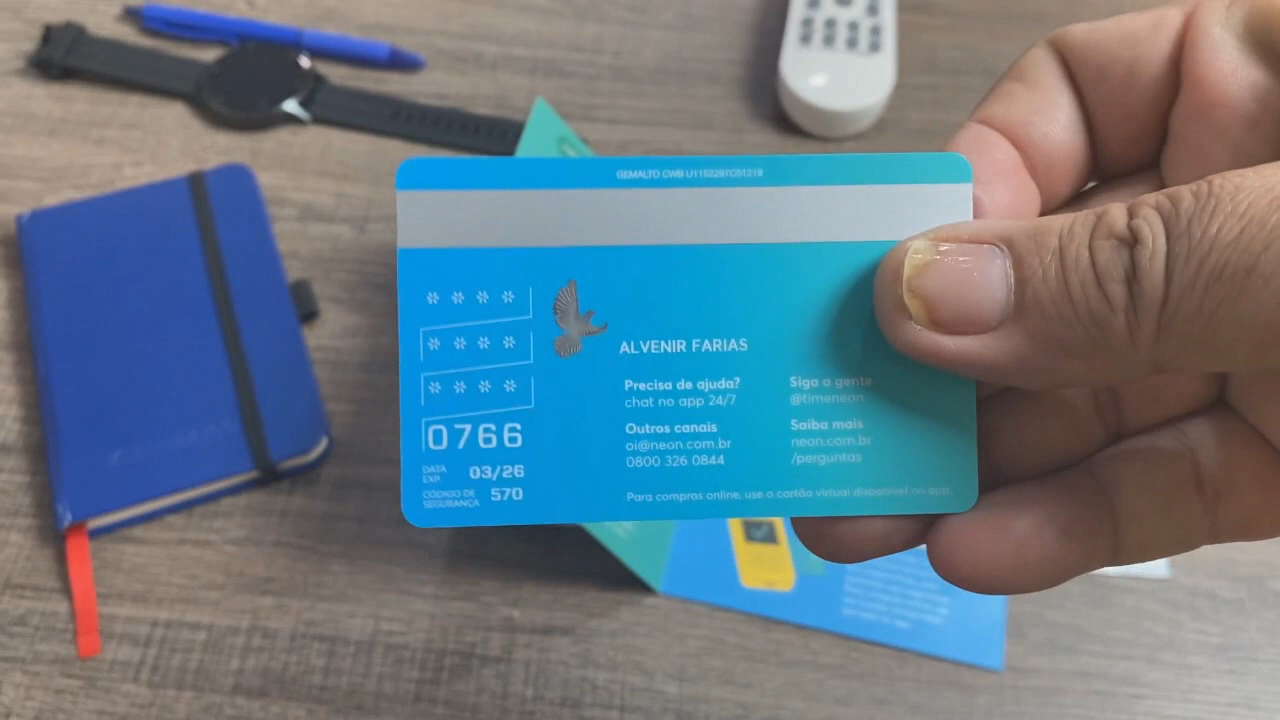 GEMALTO
* * * *
* * * *
* * * *
0766
DATA EXP. 03/26
CÓDIGO DE SEGURANÇA 570
ALVENIR FARIAS
Precisa de ajuda?
chat no app 24/7
Outros canais
oi@neon.com.br
0800 326 0844
Siga a gente
@timeneon
Saiba mais
neon.com.br
/perguntas
Para compras online, use o cartão virtual disponível no app